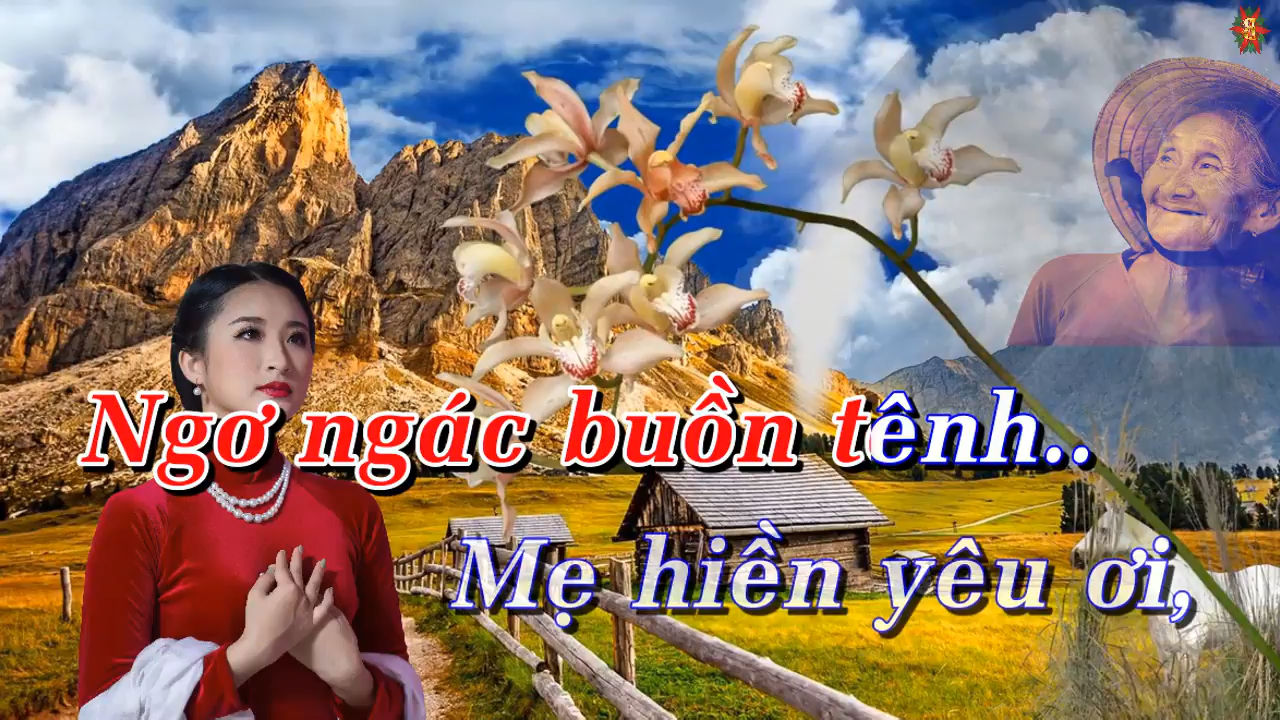 Ngơ ngác buồn tênh..
Mẹ hiền yêu ơi,